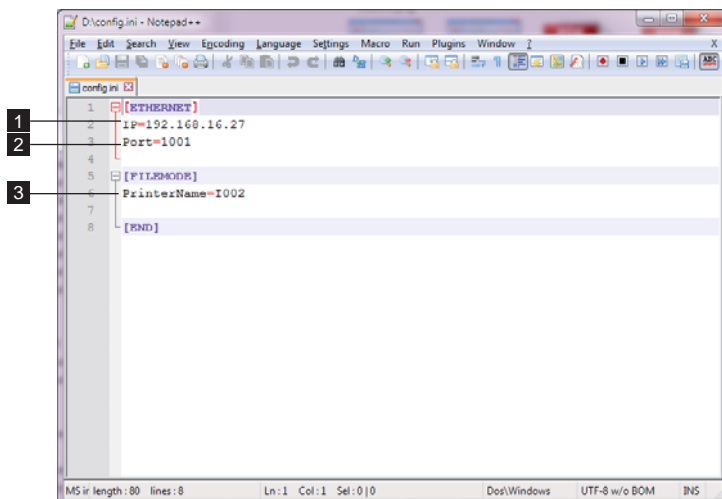 D:\config.ini - Notepad++
File Edit Search View Encoding Language Settings Macro Run Plugins Window ? X
ABC
config.ini
1 [ETHERNET]
1
2 IP=192.168.16.27
2
3 Port=1001
4
5 [FILEMODE]
3
6 PrinterName=I002
7
8 [END]
MS ir length : 80 lines : 8 Ln : 1 Col : 1 Sel : 0 | 0 Dos\Windows UTF-8 w/o BOM INS